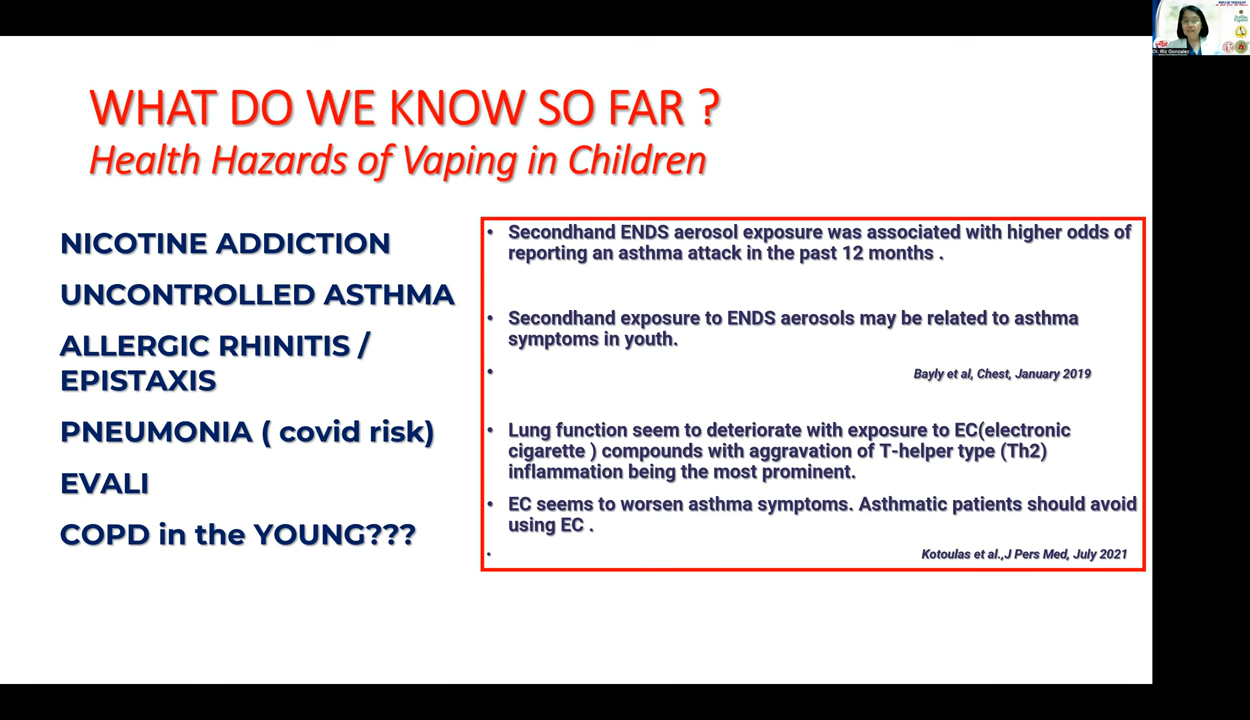 WHAT DO WE KNOW SO FAR ?
Health Hazards of Vaping in Children
NICOTINE ADDICTION
UNCONTROLLED ASTHMA
ALLERGIC RHINITIS /
EPISTAXIS
PNEUMONIA ( covid risk)
EVALI
COPD in the YOUNG???
• Secondhand ENDS aerosol exposure was associated with higher odds of
reporting an asthma attack in the past 12 months .
• Secondhand exposure to ENDS aerosols may be related to asthma
symptoms in youth.
• Bayly et al, Chest, January 2019
• Lung function seem to deteriorate with exposure to EC(electronic
cigarette ) compounds with aggravation of T-helper type (Th2)
inflammation being the most prominent.
• EC seems to worsen asthma symptoms. Asthmatic patients should avoid
using EC .
• Kotoulas et al.,J Pers Med, July 2021
Dr. Riz Gonzalez